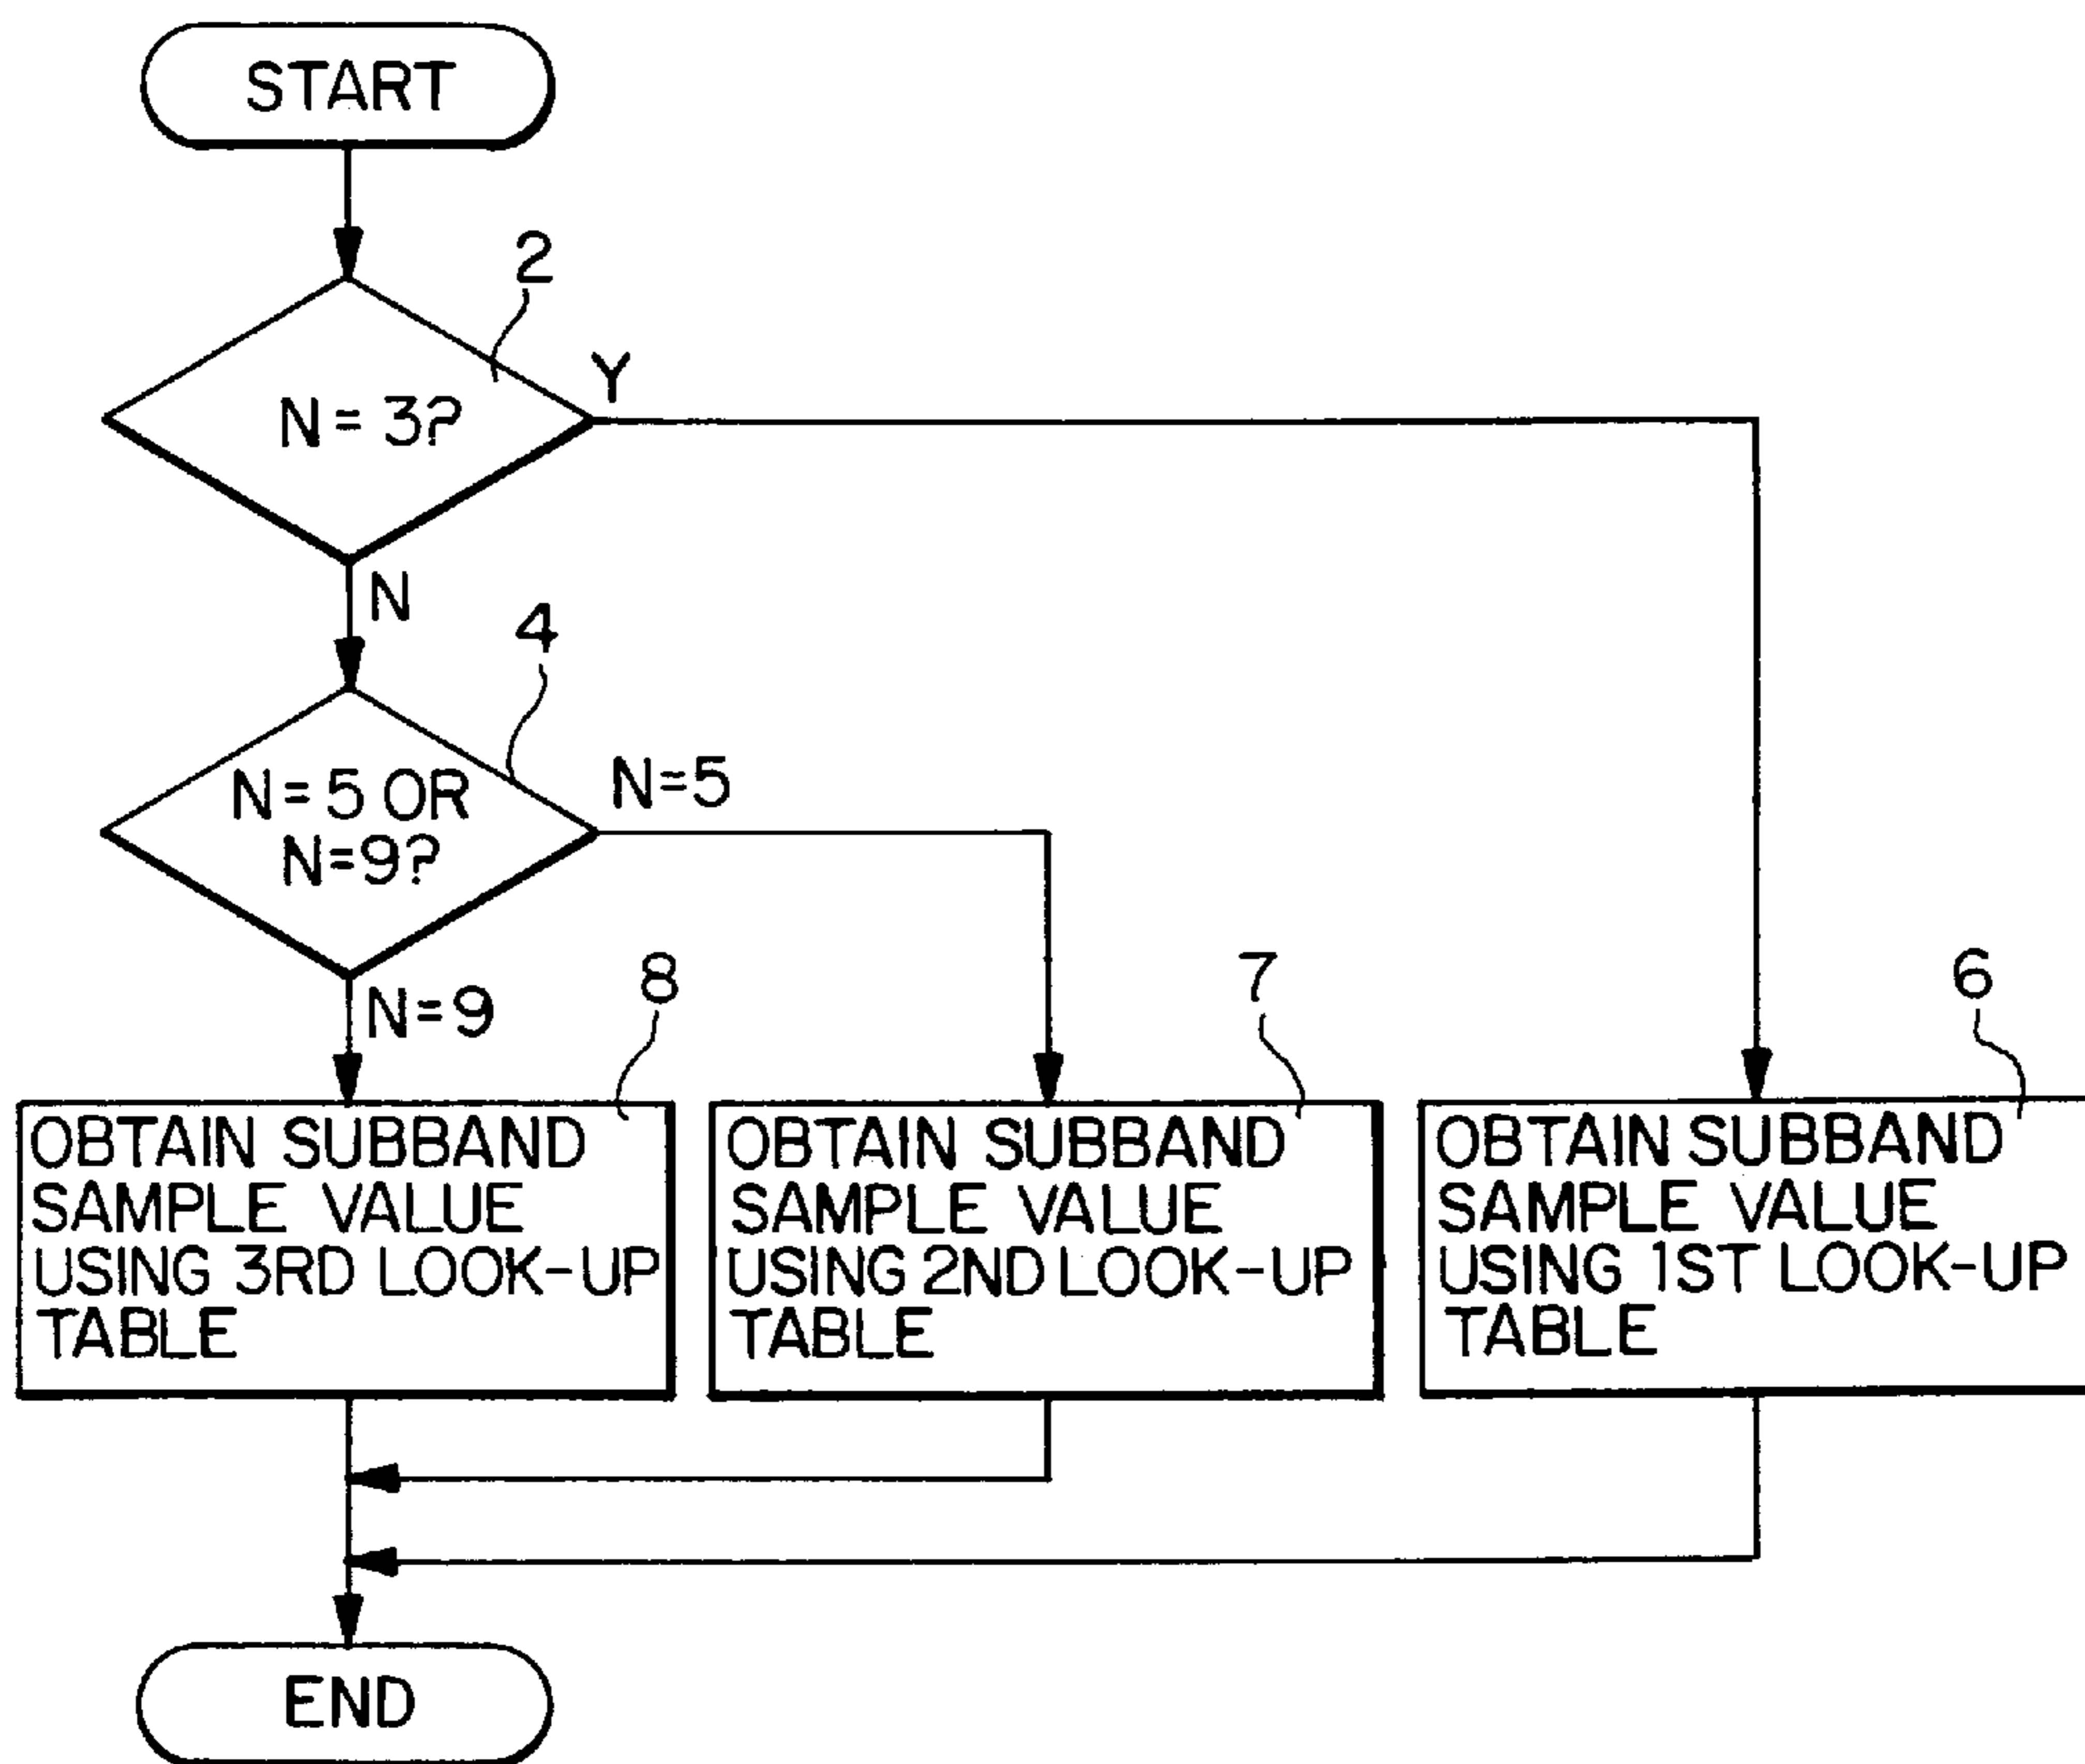 START
2
N=3?
Y
N
4
N=5 OR
N=9?
N=5
N=9
8
7
6
OBTAIN SUBBAND
SAMPLE VALUE
USING 3RD LOOK-UP
TABLE
OBTAIN SUBBAND
SAMPLE VALUE
USING 2ND LOOK-UP
TABLE
OBTAIN SUBBAND
SAMPLE VALUE
USING 1ST LOOK-UP
TABLE
END